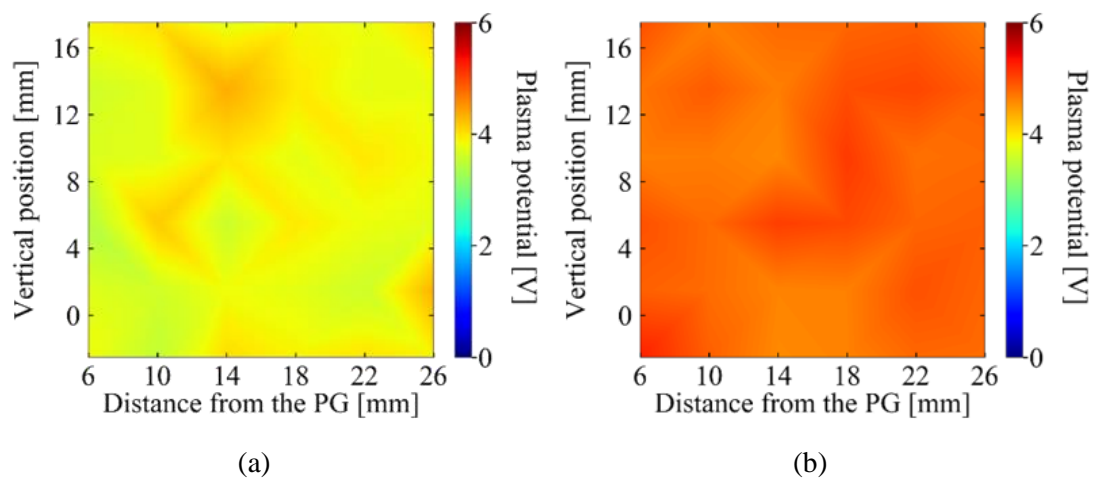 16
12
8
4
0
Vertical position [mm]
6 10 14 18 22 26
Distance from the PG [mm]
6
4
2
0
Plasma potential [V]
(a)
16
12
8
4
0
Vertical position [mm]
6 10 14 18 22 26
Distance from the PG [mm]
6
4
2
0
Plasma potential [V]
(b)